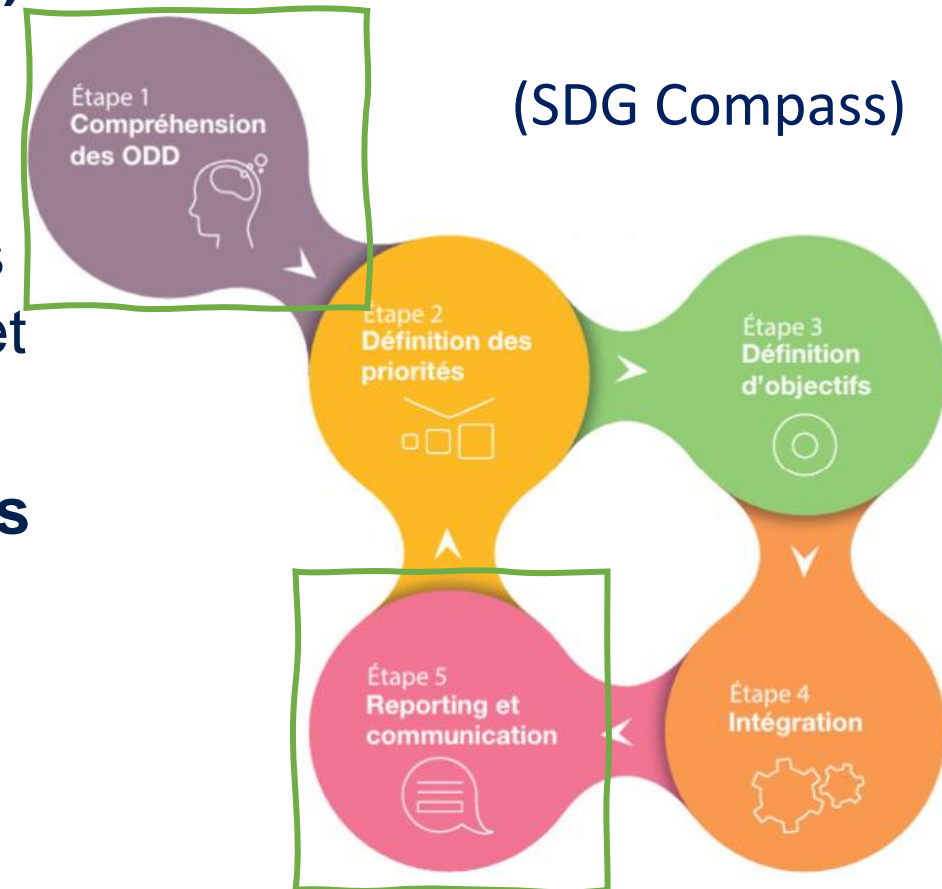 )
(SDG Compass)
Étape 1
Compréhension
des ODD
s
et
s
Étape 2
Définition des
priorités
Étape 3
Définition
d'objectifs
Étape 5
Reporting et
communication
Étape 4
Intégration